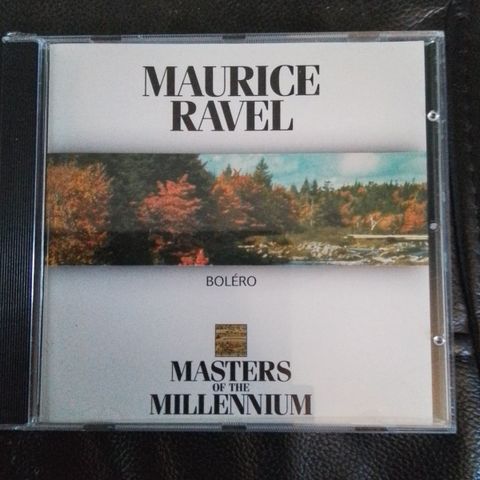 MAURICE
RAVEL
BOLÉRO
MASTERS
OF THE
MILLENNIUM